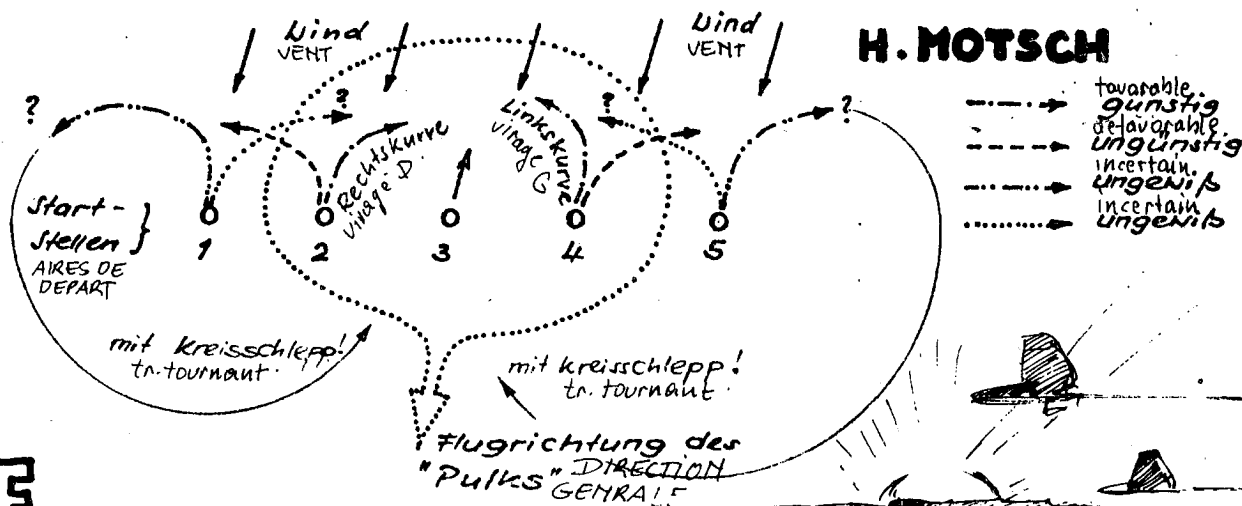 Wind
VENT
Wind
VENT
H. MOTSCH
favorable
günstig
defavorable
ungünstig
incertain
ungewiß
incertain
ungewiß
?
?
?
?
Rechtskurve
virage D.
Linkskurve
virage G
Start-
stellen
AIRES DE
DEPART
1
2
3
4
5
mit Kreisschlepp!
tr. tournant.
mit Kreisschlepp!
tr. tournant.
Flugrichtung des
"Pulks" DIRECTION
GENRALE